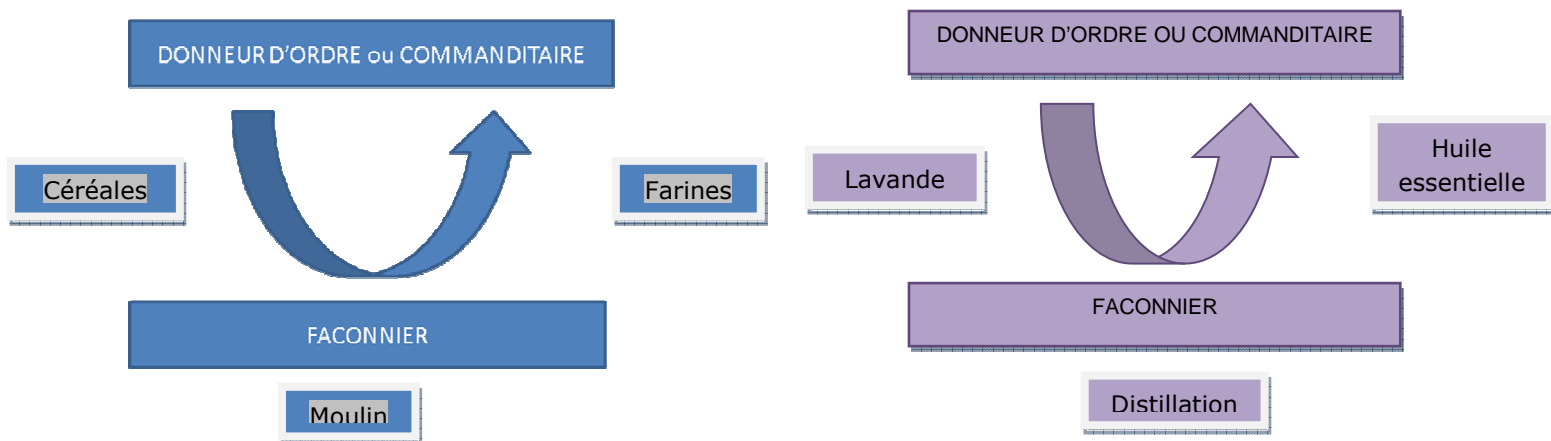 DONNEUR D'ORDRE ou COMMANDITAIRE
Céréales
Farines
FACONNIER
Moulin
DONNEUR D'ORDRE OU COMMANDITAIRE
Lavande
Huile
essentielle
FACONNIER
Distillation